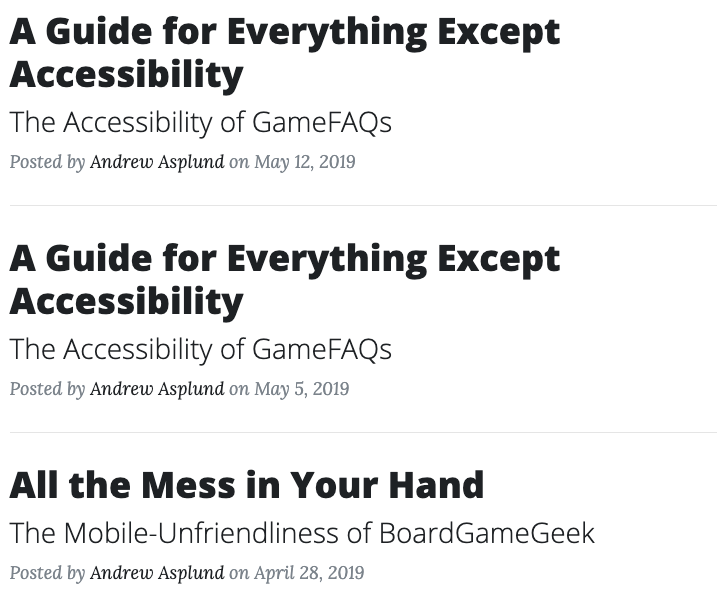 A Guide for Everything Except
Accessibility
The Accessibility of GameFAQs
Posted by Andrew Asplund on May 12, 2019
A Guide for Everything Except
Accessibility
The Accessibility of GameFAQs
Posted by Andrew Asplund on May 5, 2019
All the Mess in Your Hand
The Mobile-Unfriendliness of BoardGameGeek
Posted by Andrew Asplund on April 28, 2019